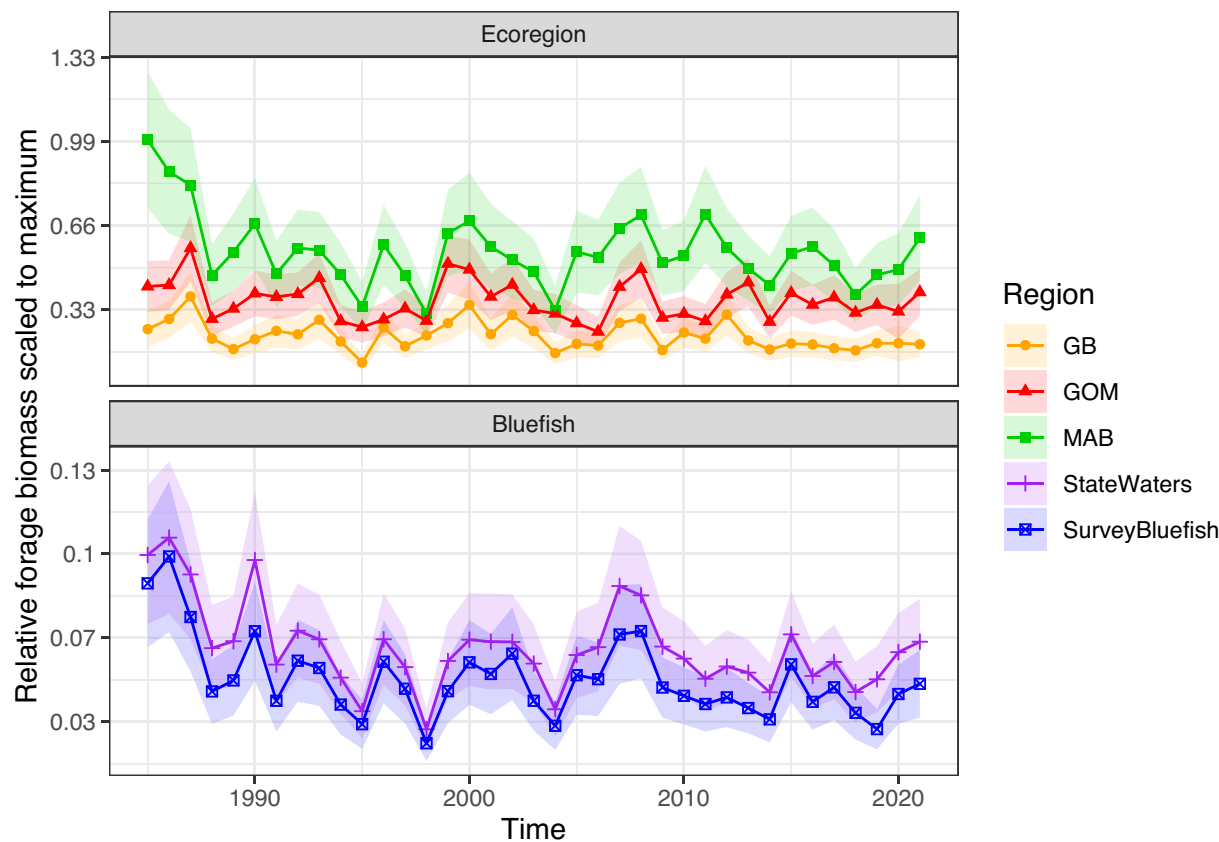 Ecoregion
1.33
0.99
0.66
0.33
Bluefish
0.13
0.1
0.07
0.03
1990
2000
2010
2020
Time
Relative forage biomass scaled to maximum
Region
GB
GOM
MAB
StateWaters
SurveyBluefish